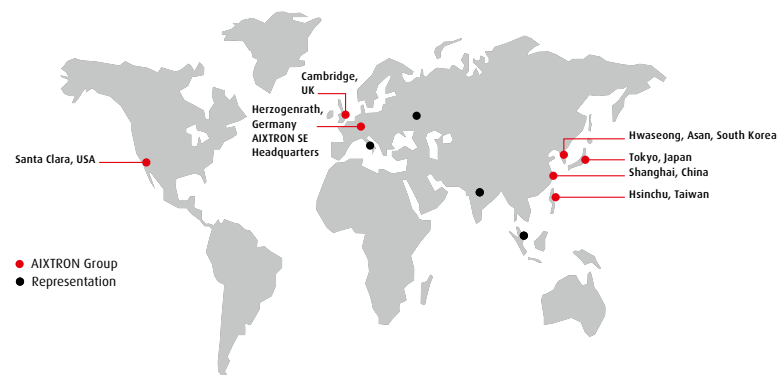 Cambridge,
UK
Herzogenrath,
Germany
AIXTRON SE
Headquarters
Santa Clara, USA
Hwaseong, Asan, South Korea
Tokyo, Japan
Shanghai, China
Hsinchu, Taiwan
AIXTRON Group
Representation